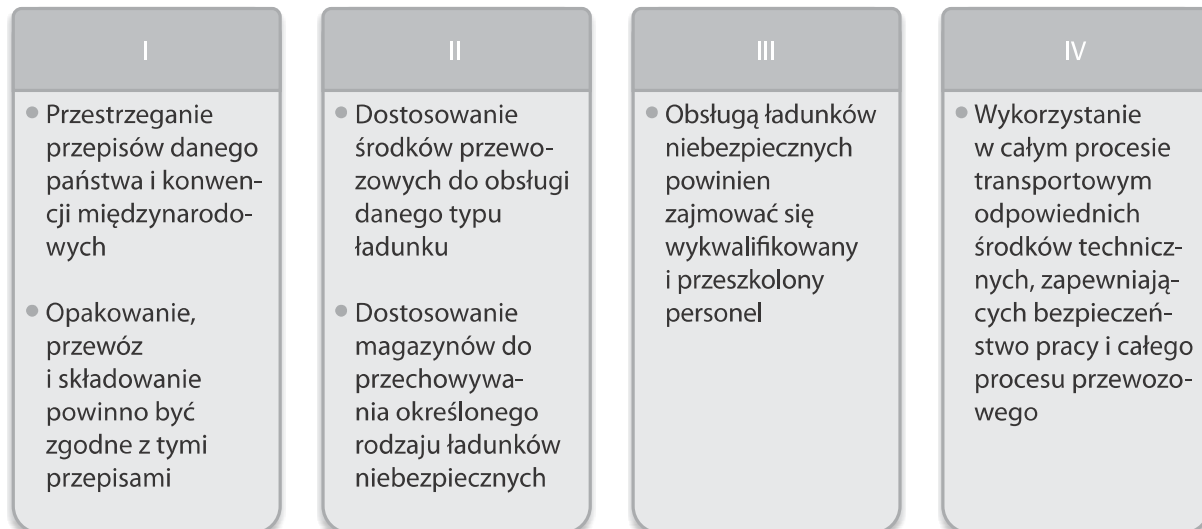 I
• Przestrzeganie
przepisów danego
państwa i konwen-
cji międzynarodo-
wych
• Opakowanie,
przewóz
i składowanie
powinno być
zgodne z tymi
przepisami
II
• Dostosowanie
środków przewo-
zowych do obsługi
danego typu
ładunku
• Dostosowanie
magazynów do
przechowywa-
nia określonego
rodzaju ładunków
niebezpiecznych
III
• Obsługą ładunków
niebezpiecznych
powinien
zajmować się
wykwalifikowany
i przeszkolony
personel
IV
• Wykorzystanie
w całym procesie
transportowym
odpowiednich
środków technicz-
nych, zapewniają-
cych bezpieczeń-
stwo pracy i całego
procesu przewozo-
wego